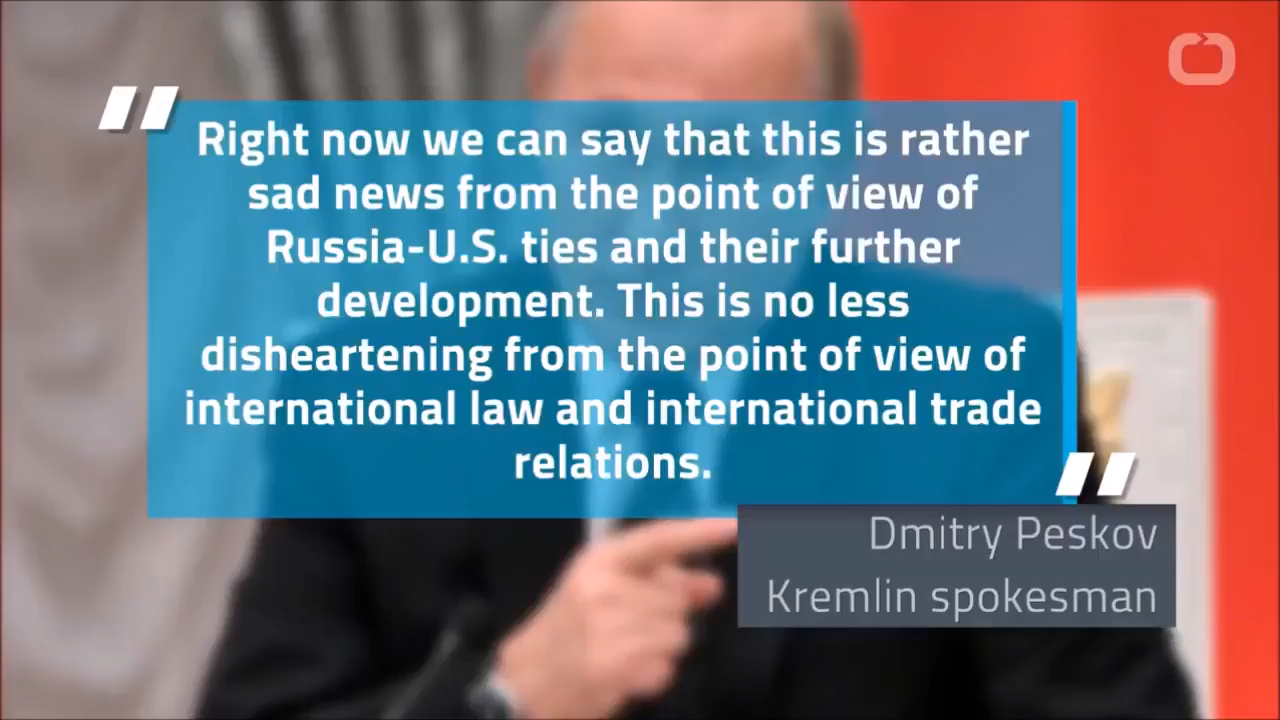 Right now we can say that this is rather
sad news from the point of view of
Russia-U.S. ties and their further
development. This is no less
disheartening from the point of view of
international law and international trade
relations.
Dmitry Peskov
Kremlin spokesman